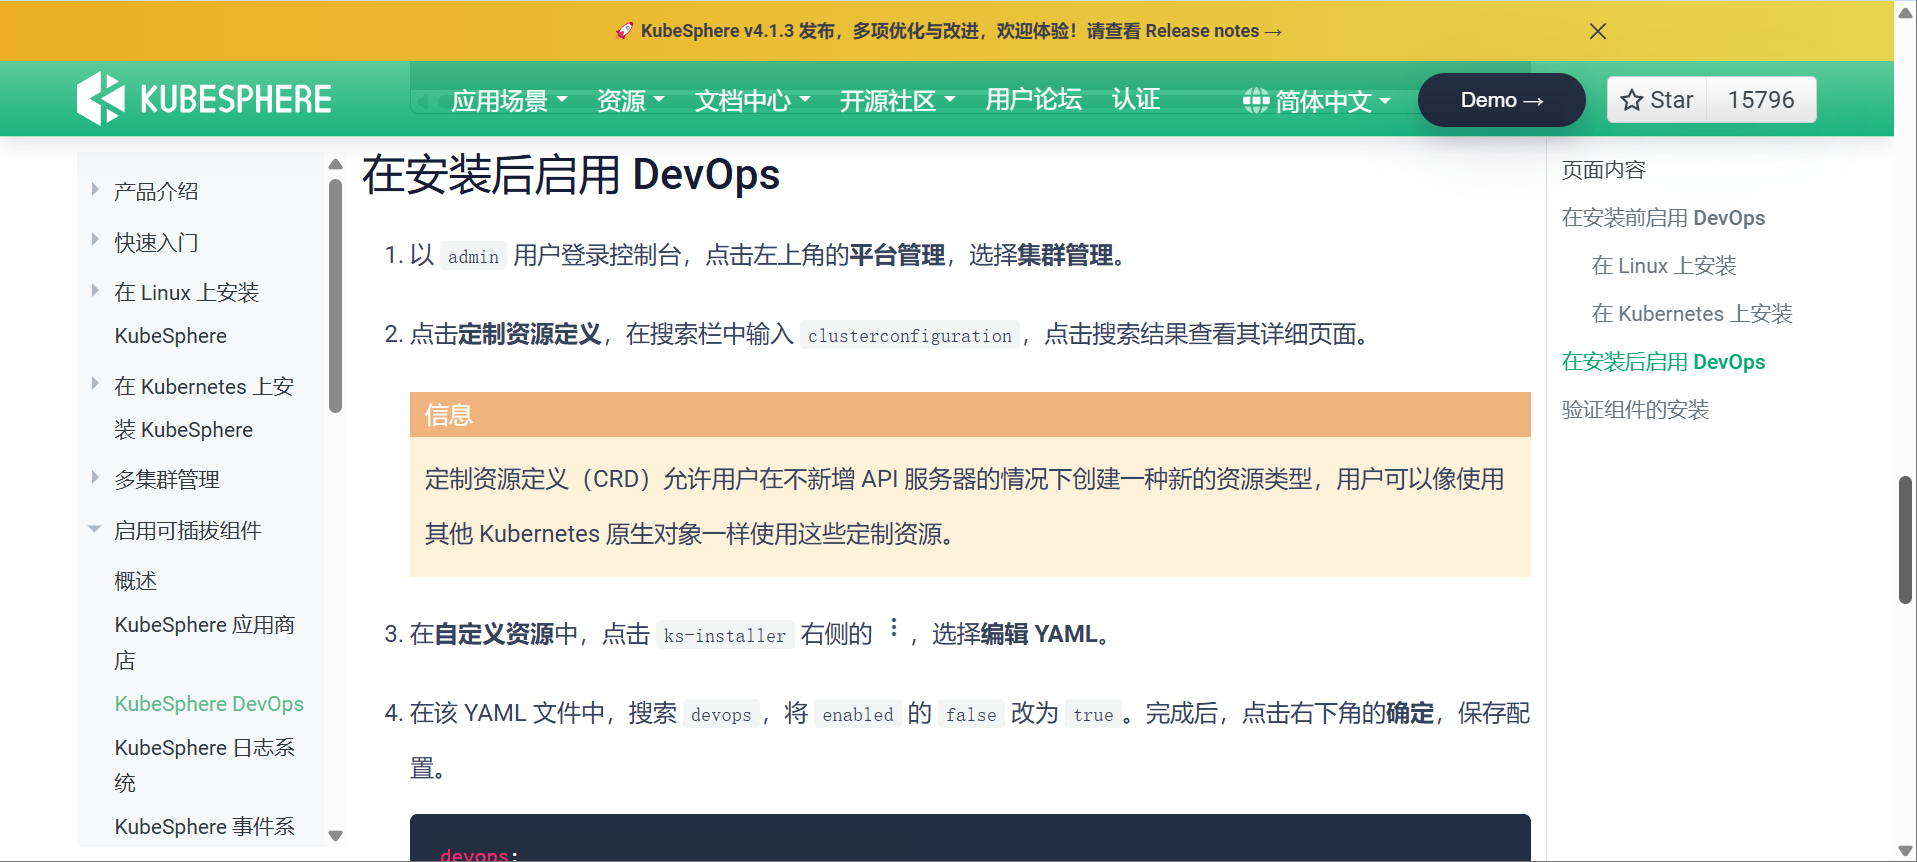 🚀 KubeSphere v4.1.3 发布，多项优化与改进，欢迎体验！请查看 Release notes →
KUBESPHERE
应用场景
资源
文档中心
开源社区
用户论坛
认证
简体中文
Demo →
Star
15796
产品介绍
快速入门
在 Linux 上安装
KubeSphere
在 Kubernetes 上安
装 KubeSphere
多集群管理
启用可插拔组件
概述
KubeSphere 应用商
店
KubeSphere DevOps
KubeSphere 日志系
统
KubeSphere 事件系
在安装后启用 DevOps
1. 以 admin 用户登录控制台，点击左上角的平台管理，选择集群管理。
2. 点击定制资源定义，在搜索栏中输入 clusterconfiguration，点击搜索结果查看其详细页面。
信息
定制资源定义（CRD）允许用户在不新增 API 服务器的情况下创建一种新的资源类型，用户可以像使用
其他 Kubernetes 原生对象一样使用这些定制资源。
3. 在自定义资源中，点击 ks-installer 右侧的 ⋮，选择编辑 YAML。
4. 在该 YAML 文件中，搜索 devops，将 enabled 的 false 改为 true。完成后，点击右下角的确定，保存配
置。
devops:
页面内容
在安装前启用 DevOps
在 Linux 上安装
在 Kubernetes 上安装
在安装后启用 DevOps
验证组件的安装